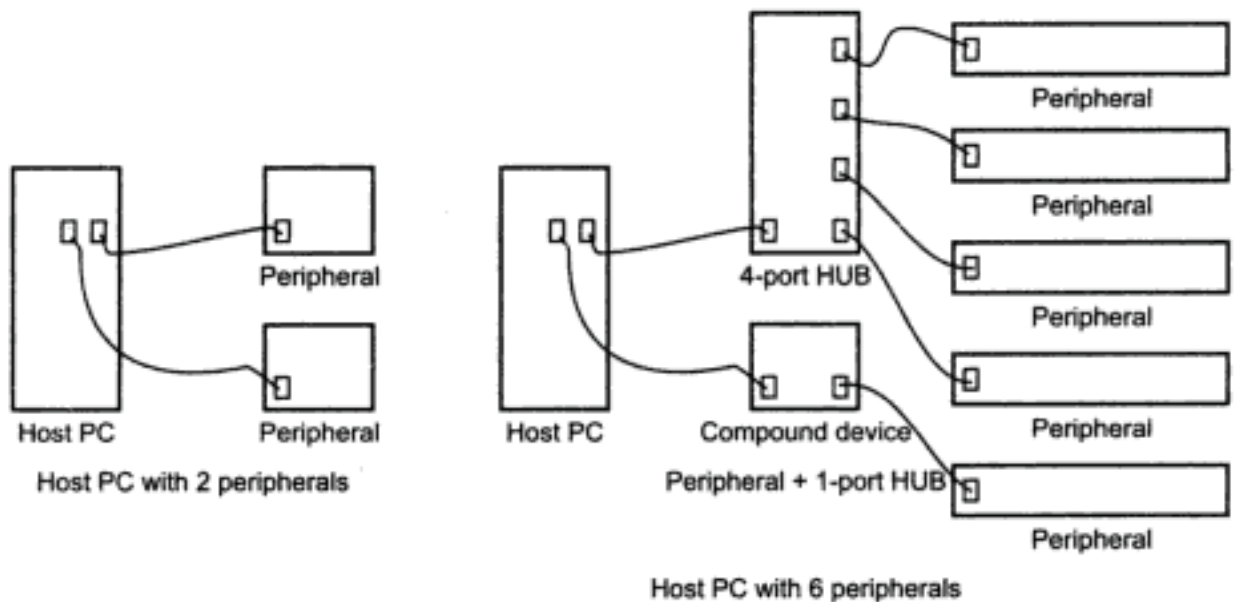 Peripheral
Peripheral
Peripheral
4-port HUB
Peripheral
Host PC
Peripheral
Host PC
Compound device
Peripheral
Peripheral
Host PC with 2 peripherals
Peripheral + 1-port HUB
Peripheral
Host PC with 6 peripherals